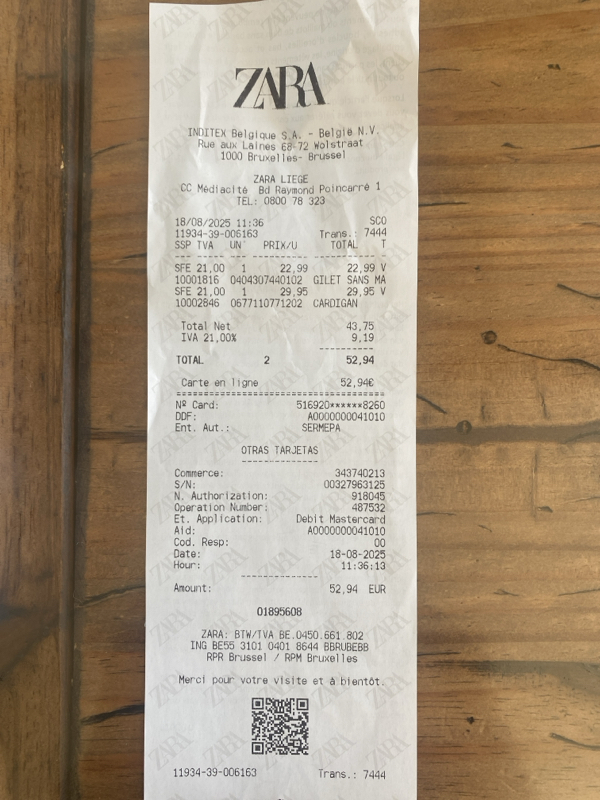 ZARA
INDITEX Belgique S.A. - België N.V.
Rue aux Laines 68-72 Wolstraat
1000 Bruxelles- Brussel
ZARA LIEGE
CC Médiacité Bd Raymond Poincarré 1
TEL: 0800 78 323
18/08/2025 11:36 SCO
11934-39-006163 Trans.: 7444
SSP TVA UN PRIX/U TOTAL T
SFE 21,00 1 22,99 22,99 V
10001816 0404307440102 GILET SANS MA
SFE 21,00 1 29,95 29,95 V
10002846 0677110771202 CARDIGAN
Total Net 43,75
IVA 21,00% 9,19
TOTAL 2 52,94
Carte en ligne 52,94€
Nº Card: 516920******8260
DDF: A0000000041010
Ent. Aut.: SERMEPA
OTRAS TARJETAS
Commerce: 343740213
S/N: 00327963125
N. Authorization: 918045
Operation Number: 487532
Et. Application: Debit Mastercard
Aid: A0000000041010
Cod. Resp: 00
Date: 18-08-2025
Hour: 11:36:13
Amount: 52,94 EUR
01895608
ZARA: BTW/TVA BE.0450.661.802
ING BE55 3101 0401 8644 BBRUBEBB
RPR Brussel / RPM Bruxelles
Merci pour votre visite et à bientôt.
11934-39-006163 Trans.: 7444